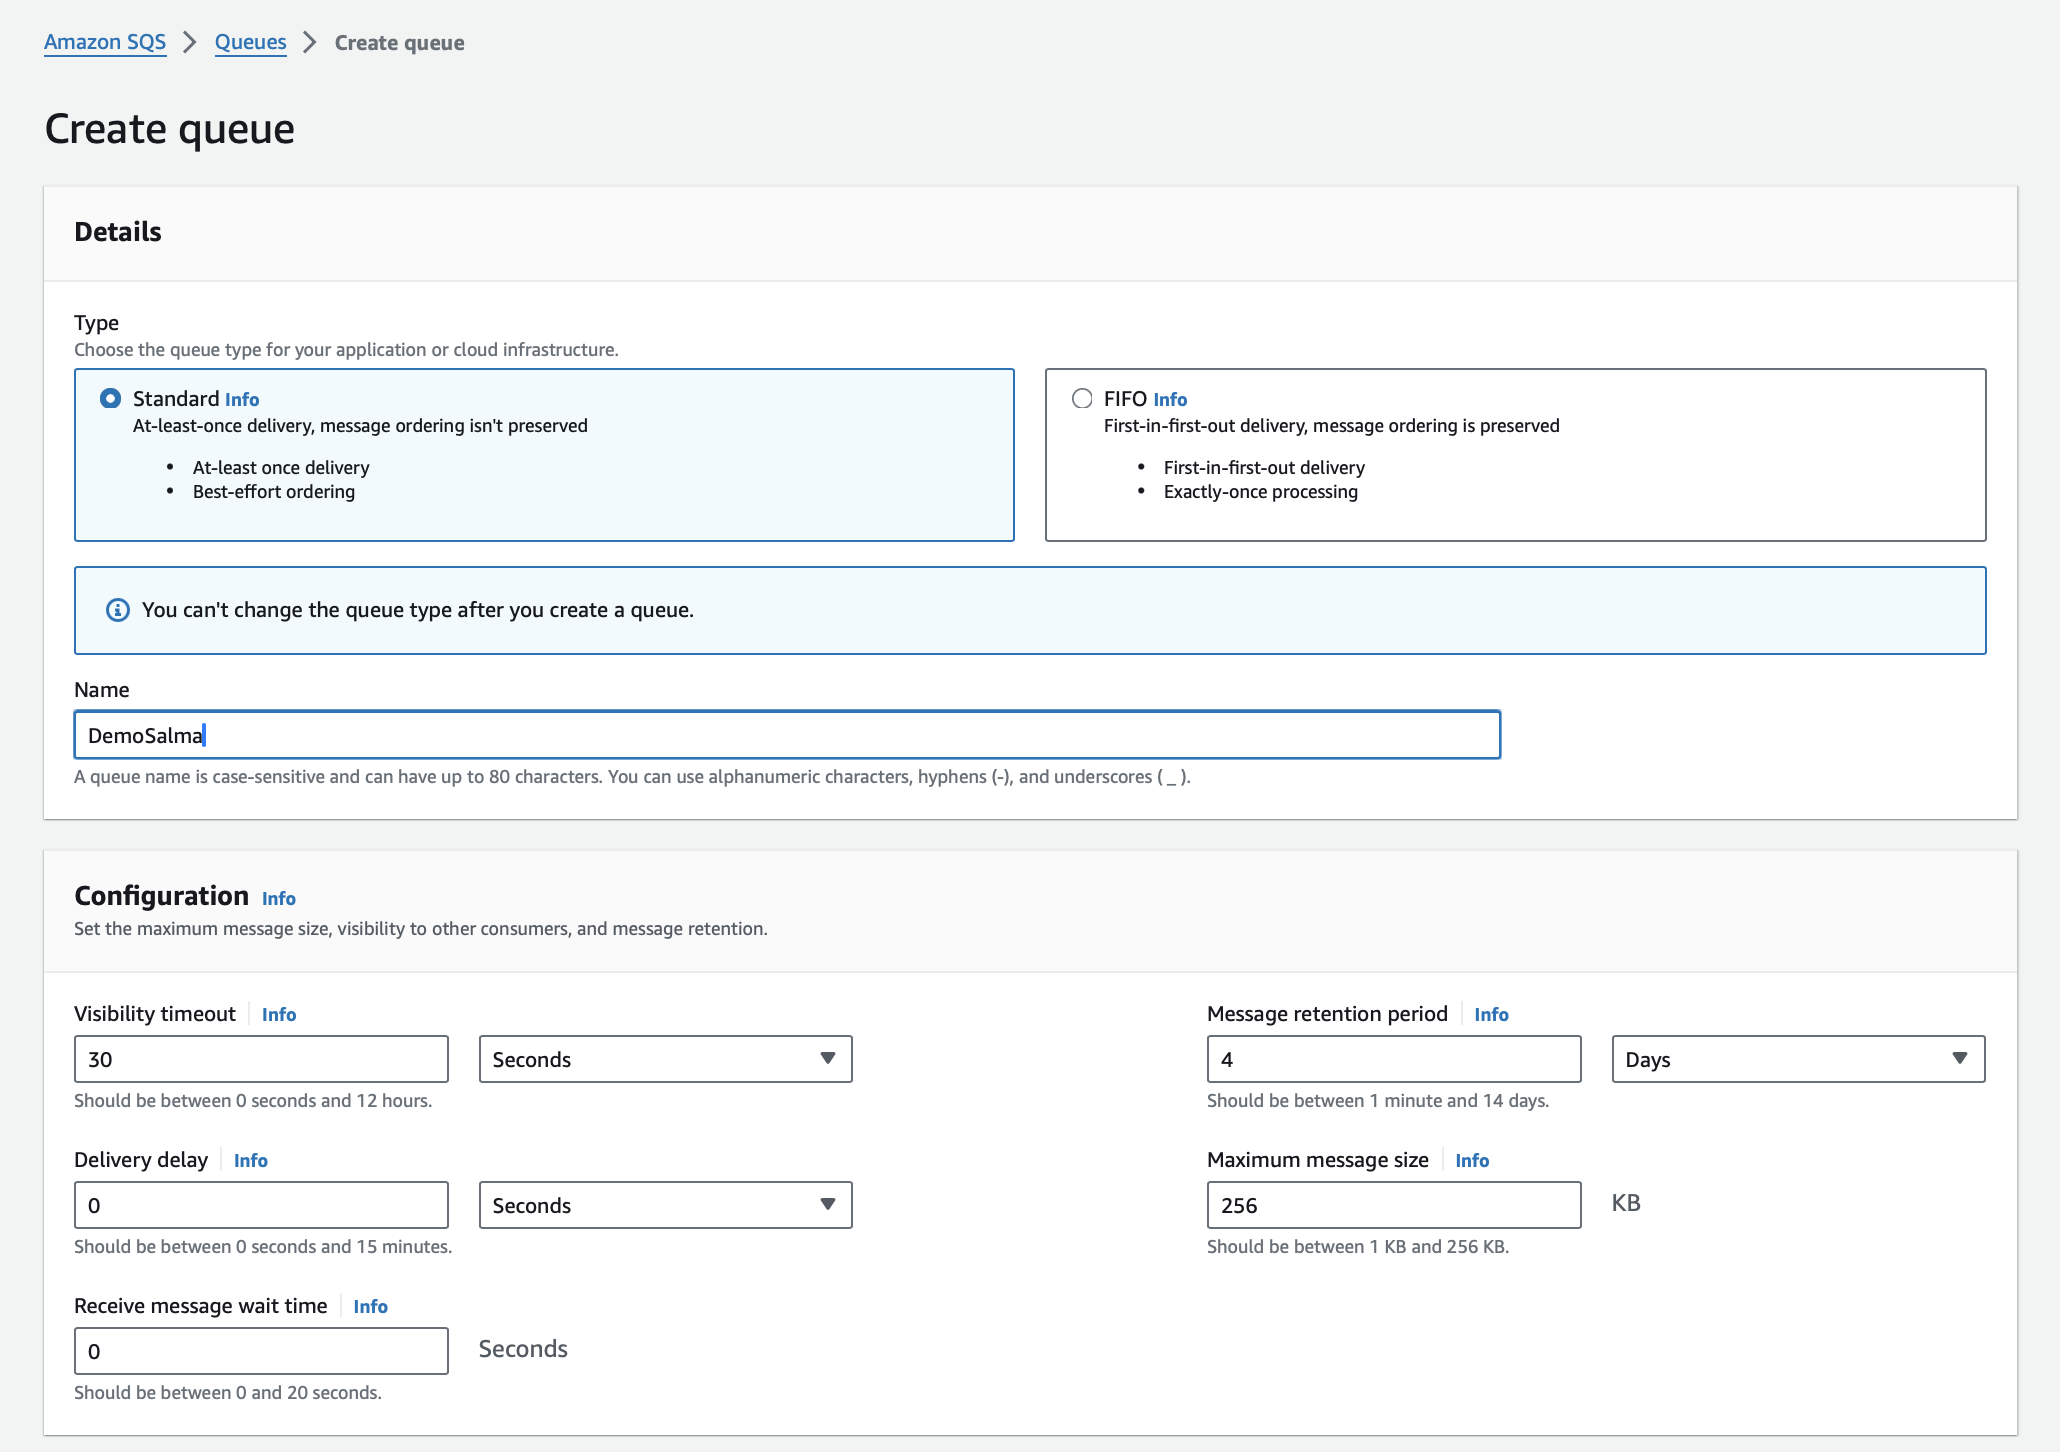 Amazon SQS > Queues > Create queue
Create queue
Details
Type
Choose the queue type for your application or cloud infrastructure.
Standard Info
At-least-once delivery, message ordering isn't preserved
• At-least once delivery
• Best-effort ordering
FIFO Info
First-in-first-out delivery, message ordering is preserved
• First-in-first-out delivery
• Exactly-once processing
You can't change the queue type after you create a queue.
Name
DemoSalma
A queue name is case-sensitive and can have up to 80 characters. You can use alphanumeric characters, hyphens (-), and underscores ( _ ).
Configuration Info
Set the maximum message size, visibility to other consumers, and message retention.
Visibility timeout Info
30 Seconds
Should be between 0 seconds and 12 hours.
Message retention period Info
4 Days
Should be between 1 minute and 14 days.
Delivery delay Info
0 Seconds
Should be between 0 seconds and 15 minutes.
Maximum message size Info
256 KB
Should be between 1 KB and 256 KB.
Receive message wait time Info
0 Seconds
Should be between 0 and 20 seconds.